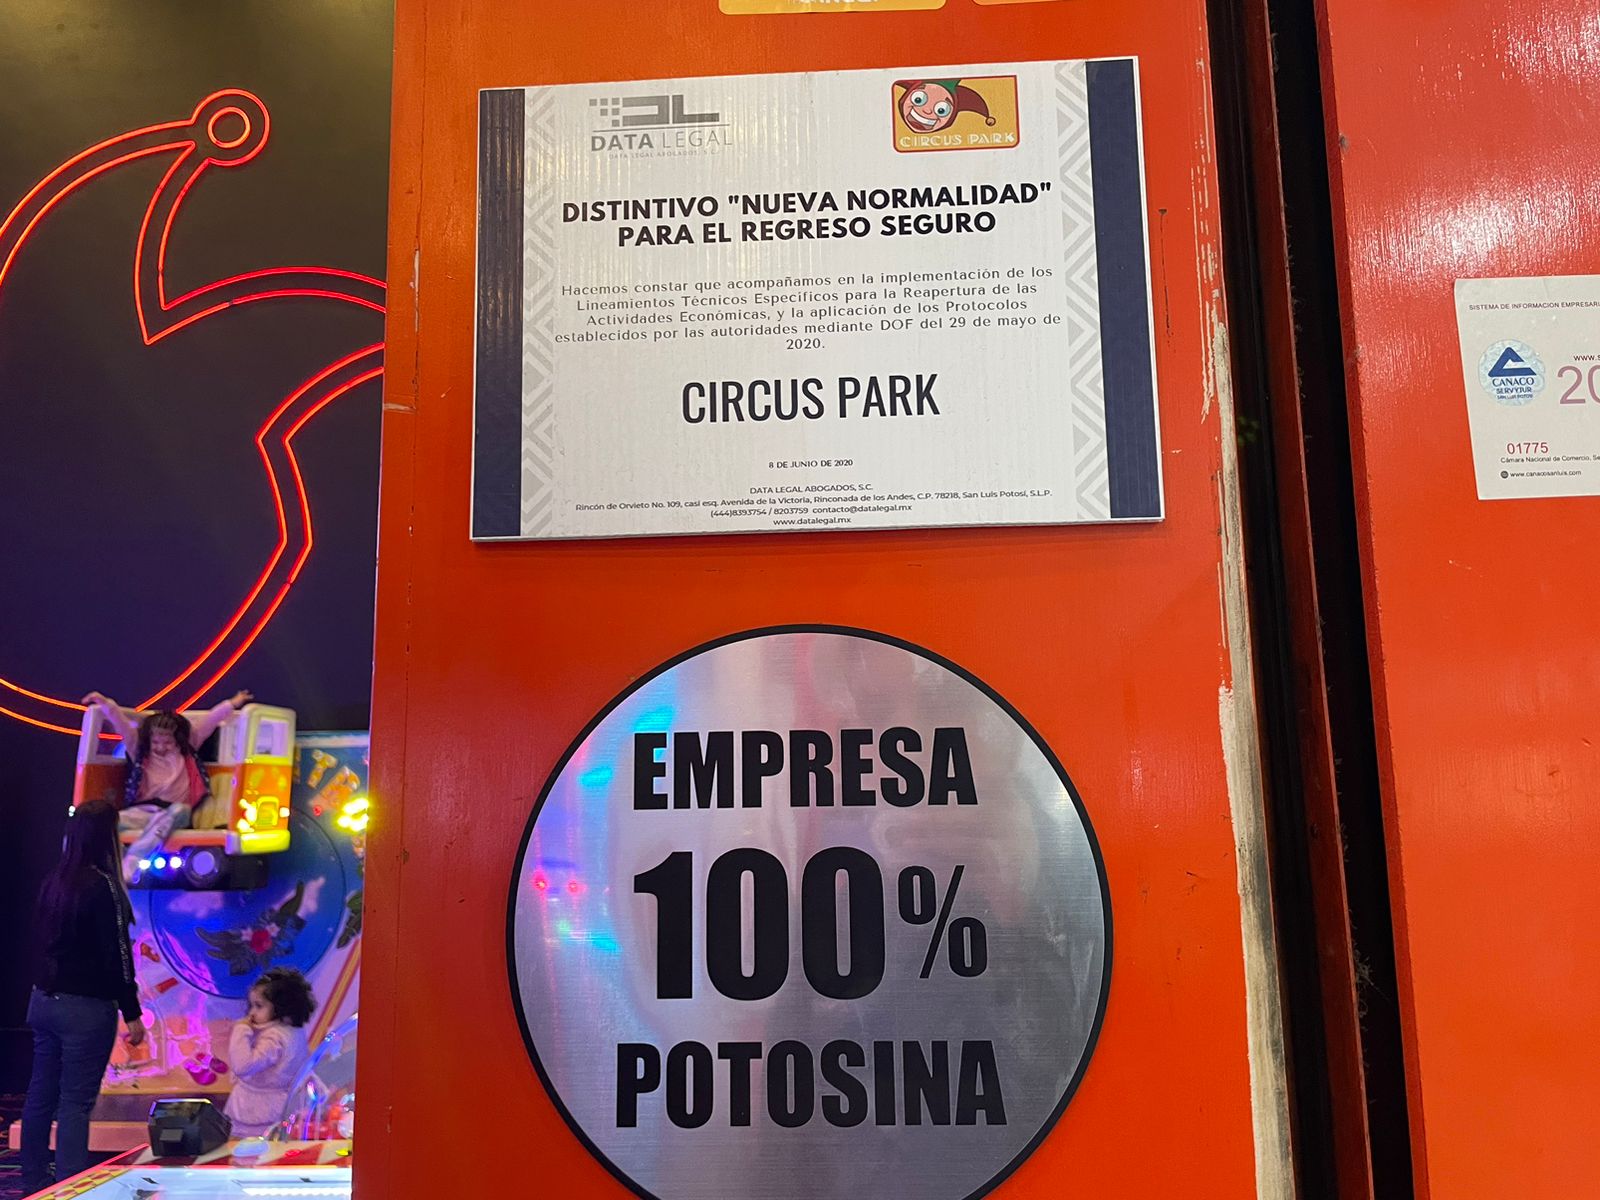 DATA LEGAL
DATA LEGAL ABOGADOS, S.C.
CIRCUS PARK
DISTINTIVO "NUEVA NORMALIDAD"
PARA EL REGRESO SEGURO
Hacemos constar que acompañamos en la implementación de los
Lineamientos Técnicos Específicos para la Reapertura de las
Actividades Económicas, y la aplicación de los Protocolos
establecidos por las autoridades mediante DOF del 29 de mayo de
2020.
CIRCUS PARK
8 DE JUNIO DE 2020
DATA LEGAL ABOGADOS, S.C.
Rincón de Orvieto No. 109, casi esq. Avenida de la Victoria, Rinconada de los Andes, C.P. 78218, San Luis Potosí, S.L.P.
(444)8393754 / 8203759 contacto@datalegal.mx
www.datalegal.mx
EMPRESA
100%
POTOSINA
SISTEMA DE INFORMACION
www.s
CANACO
SERVYTUR
SAN LUIS POTOSI
20
01775
Cámara Nacional de Comercio,
www.canacosanluis.com